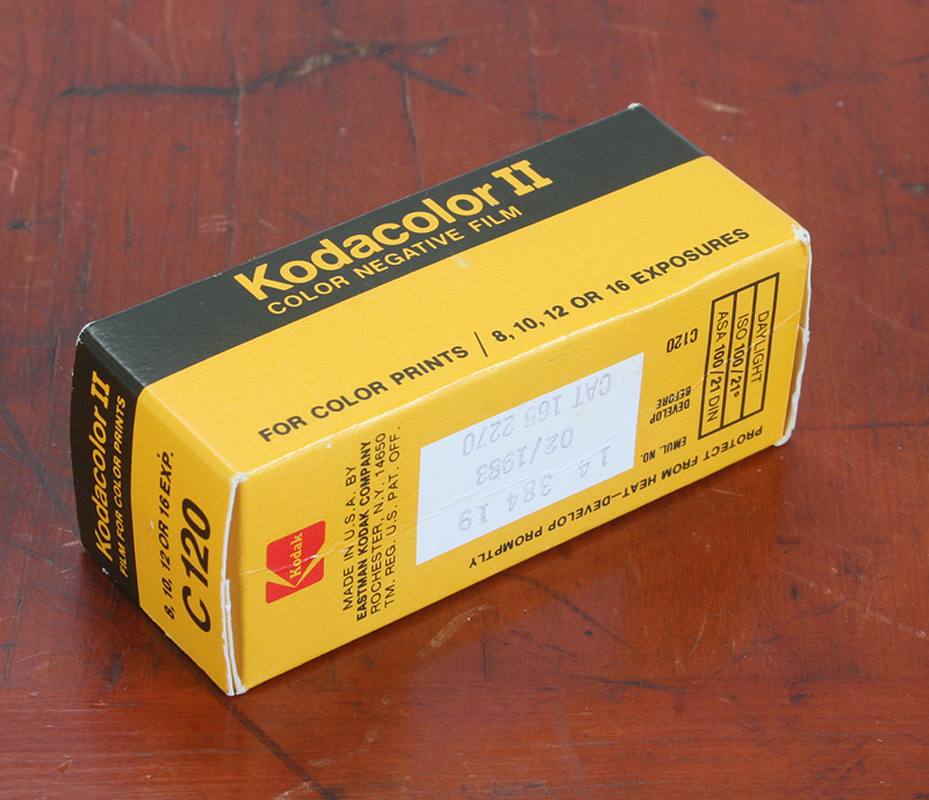 Kodacolor II
COLOR NEGATIVE FILM
FOR COLOR PRINTS / 8, 10, 12 OR 16 EXPOSURES
Kodacolor II
FILM FOR COLOR PRINTS
8, 10, 12 OR 16 EXP.
C 120
Kodak
MADE IN U.S.A. BY
EASTMAN KODAK COMPANY
ROCHESTER, N.Y. 14650
TM. REG. U.S. PAT. OFF.
PROTECT FROM HEAT—DEVELOP PROMPTLY
EMUL. NO.
14 384 19
DEVELOP
BEFORE
02/1983
C120
CAT 165 2270
DAYLIGHT
ISO 100/21°
ASA 100/21 DIN